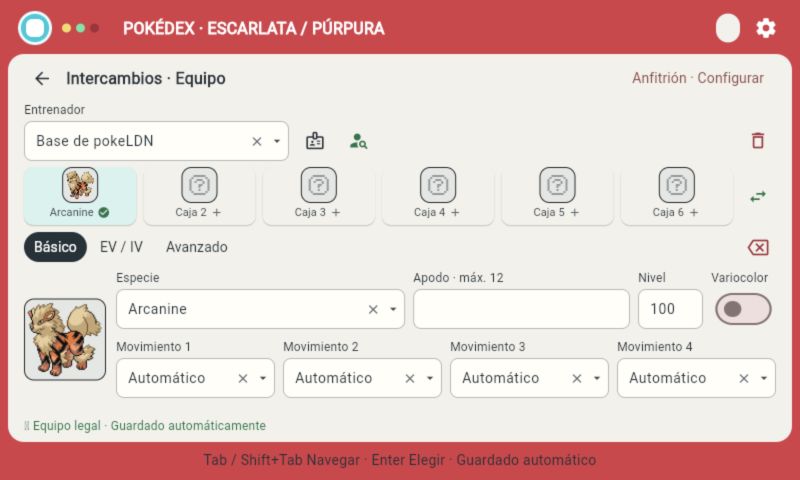 POKÉDEX · ESCARLATA / PÚRPURA
Intercambios · Equipo
Anfitrión · Configurar
Entrenador
Base de pokeLDN
Arcanine
Caja 2 +
Caja 3 +
Caja 4 +
Caja 5 +
Caja 6 +
Básico
EV / IV
Avanzado
Especie
Apodo · máx. 12
Nivel
Variocolor
Arcanine
100
Movimiento 1
Movimiento 2
Movimiento 3
Movimiento 4
Automático
Automático
Automático
Automático
Equipo legal · Guardado automáticamente
Tab / Shift+Tab Navegar · Enter Elegir · Guardado automático